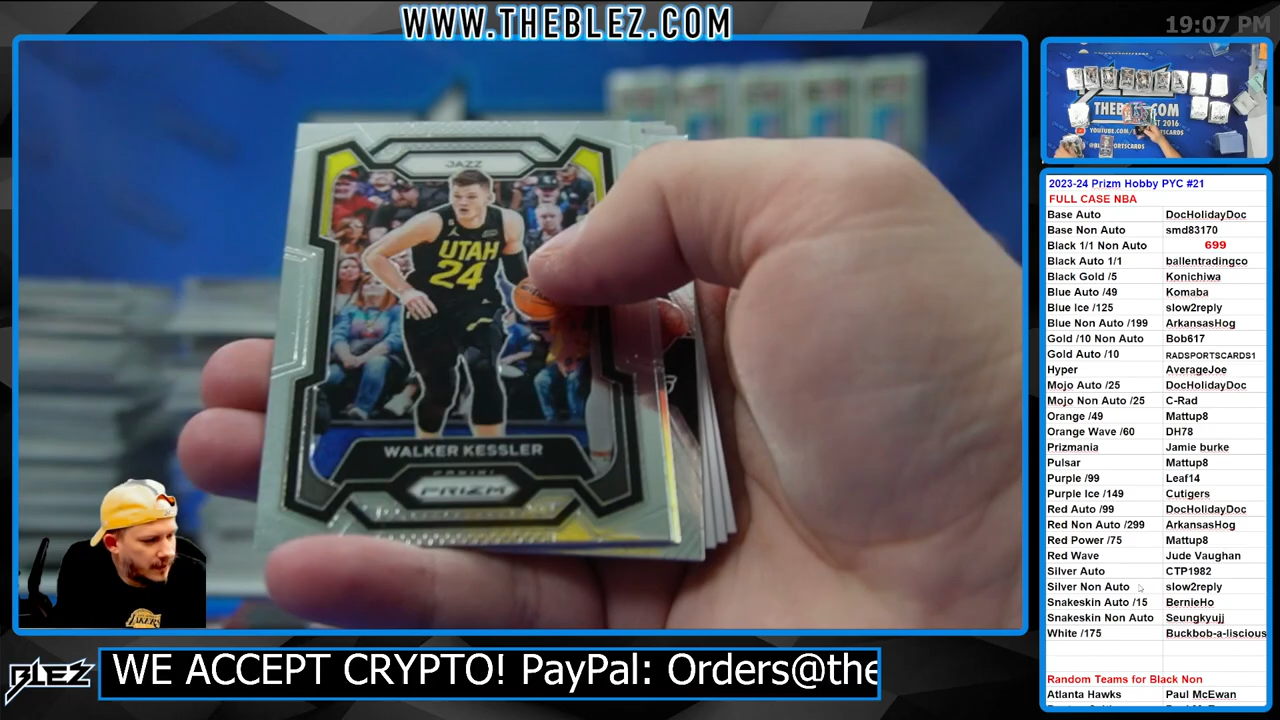 WWW.THEBLEZ.COM
19:07 PM
JAZZ
UTAH
24
WALKER KESSLER
PANINI
PRIZM
THEBLEZ.COM
2016
YOUTUBE.COM/
2023-24 Prizm Hobby PYC #21
FULL CASE NBA
Base Auto DocHolidayDoc
Base Non Auto smd83170
Black 1/1 Non Auto 699
Black Auto 1/1 ballentradingco
Black Gold /5 Konichiwa
Blue Auto /49 Komaba
Blue ice /125 slow2reply
Blue Non Auto /199 ArkansasHog
Gold /10 Non Auto Bob617
Gold Auto /10 RADSPORTSCARDS1
Hyper AverageJoe
Mojo Auto /25 DocHolidayDoc
Mojo Non Auto /25 C-Rad
Orange /49 Mattup8
Orange Wave /60 DH78
Prizmania Jamie burke
Pulsar Mattup8
Purple /99 Leaf14
Purple Ice /149 Cutigers
Red Auto /99 DocHolidayDoc
Red Non Auto /299 ArkansasHog
Red Power /75 Mattup8
Red Wave Jude Vaughan
Silver Auto CTP1982
Silver Non Auto slow2reply
Snakeskin Auto /15 BernieHo
Snakeskin Non Auto Seungkyujj
White /175 Buckbob-a-liscious
Random Teams for Black Non
Atlanta Hawks Paul McEwan
BLEZ
WE ACCEPT CRYPTO! PayPal: Orders@the